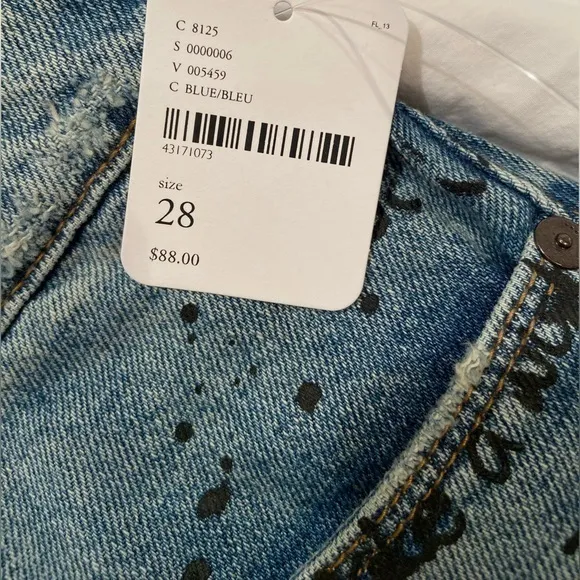 C 8125
FL_13
S 0000006
V 005459
C BLUE/BLEU
43171073
size
28
$88.00